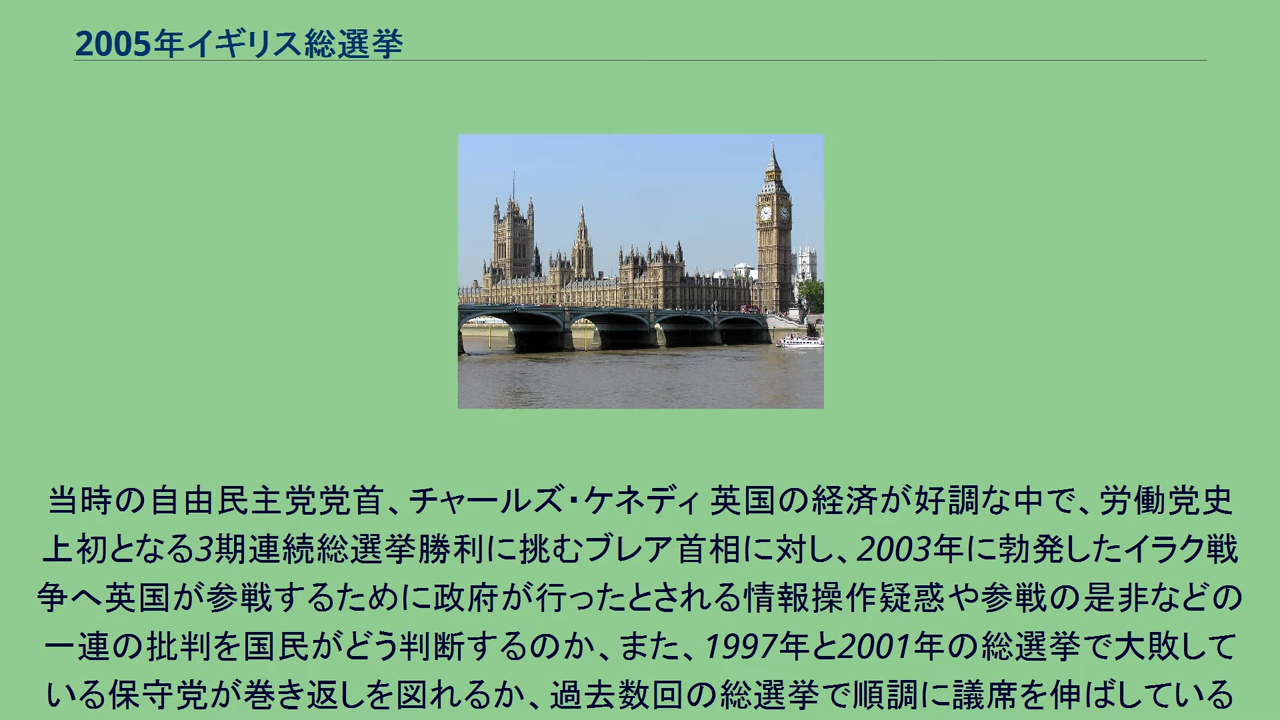 2005年イギリス総選挙
当時の自由民主党党首、チャールズ・ケネディ 英国の経済が好調な中で、労働党史
上初となる3期連続総選挙勝利に挑むブレア首相に対し、2003年に勃発したイラク戦
争へ英国が参戦するために政府が行ったとされる情報操作疑惑や参戦の是非などの
一連の批判を国民がどう判断するのか、また、1997年と2001年の総選挙で大敗して
いる保守党が巻き返しを図れるか、過去数回の総選挙で順調に議席を伸ばしている